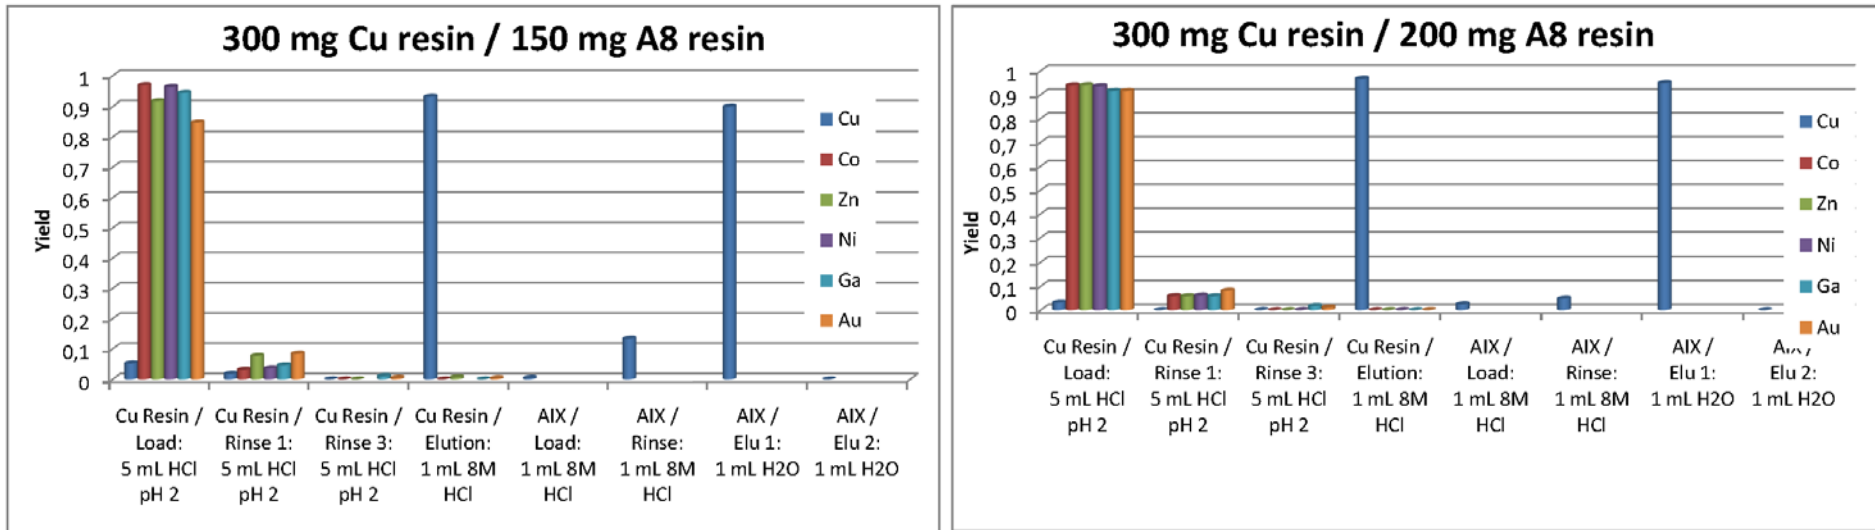 300 mg Cu resin / 150 mg A8 resin
Yield
1
0,9
0,8
0,7
0,6
0,5
0,4
0,3
0,2
0,1
0
Cu
Co
Zn
Ni
Ga
Au
Cu Resin / Load: 5 mL HCl pH 2
Cu Resin / Rinse 1: 5 mL HCl pH 2
Cu Resin / Rinse 3: 5 mL HCl pH 2
Cu Resin / Elution: 1 mL 8M HCl
AIX / Load: 1 mL 8M HCl
AIX / Rinse: 1 mL 8M HCl
AIX / Elu 1: 1 mL H2O
AIX / Elu 2: 1 mL H2O
300 mg Cu resin / 200 mg A8 resin
Yield
1
0,9
0,8
0,7
0,6
0,5
0,4
0,3
0,2
0,1
0
Cu
Co
Zn
Ni
Ga
Au
Cu Resin / Load: 5 mL HCl pH 2
Cu Resin / Rinse 1: 5 mL HCl pH 2
Cu Resin / Rinse 3: 5 mL HCl pH 2
Cu Resin / Elution: 1 mL 8M HCl
AIX / Load: 1 mL 8M HCl
AIX / Rinse: 1 mL 8M HCl
AIX / Elu 1: 1 mL H2O
AIX / Elu 2: 1 mL H2O